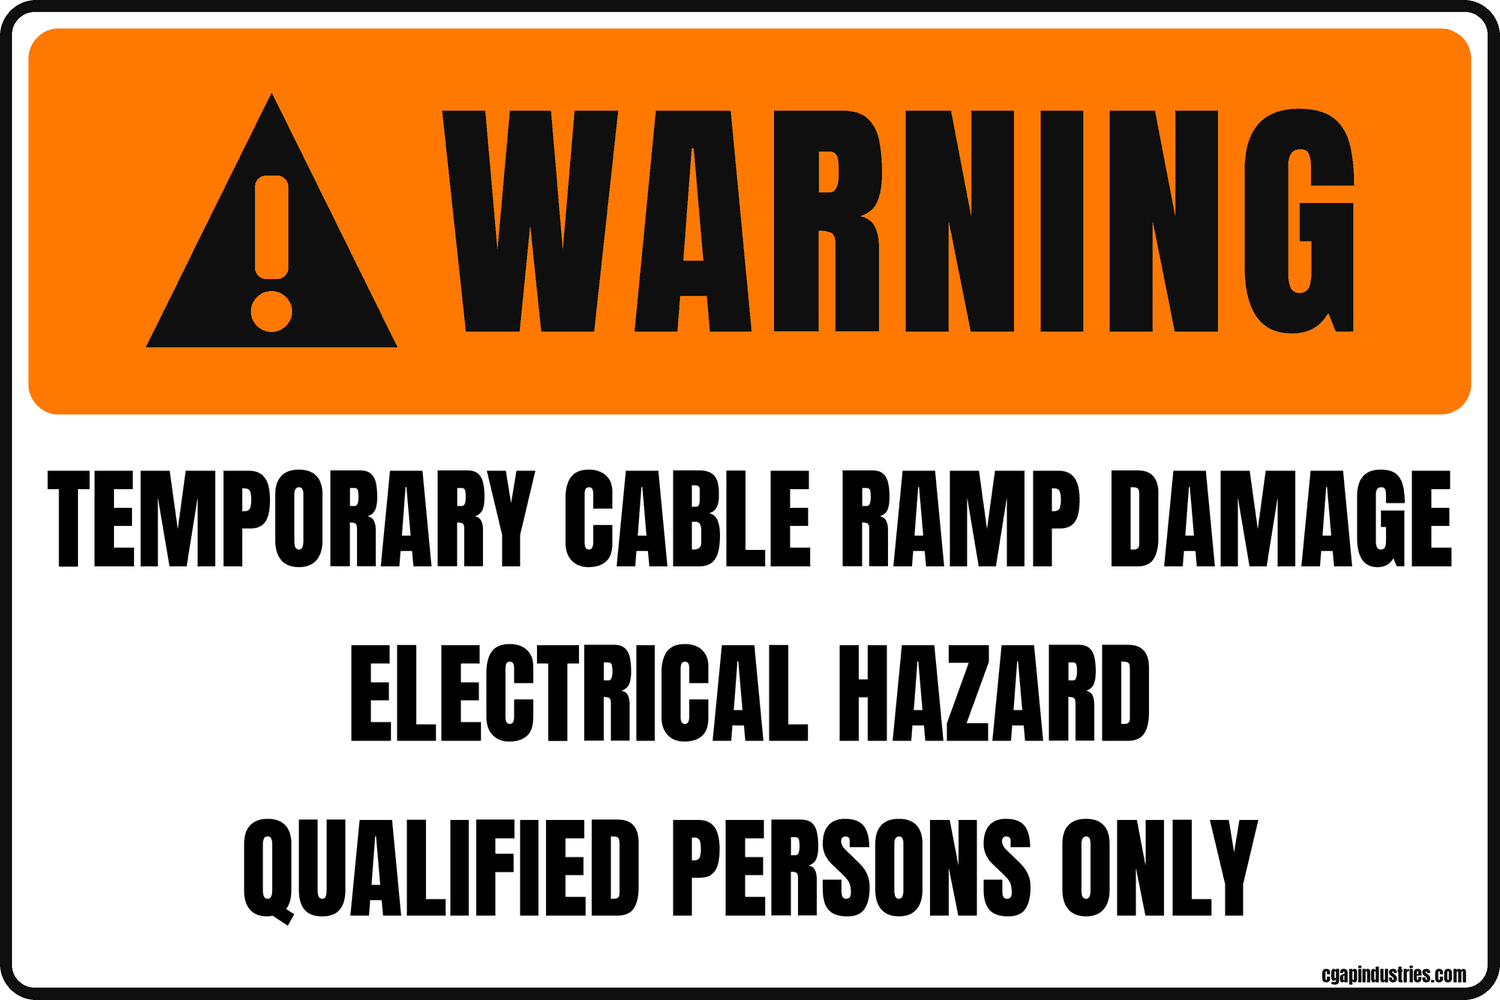 WARNING
TEMPORARY CABLE RAMP DAMAGE
ELECTRICAL HAZARD
QUALIFIED PERSONS ONLY
cgapindustries.com